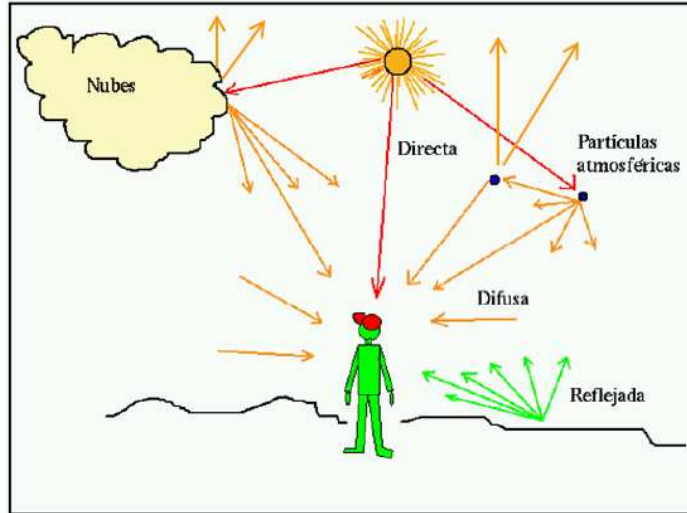 Nubes
Directa
Partículas
atmosféricas
Difusa
Reflejada